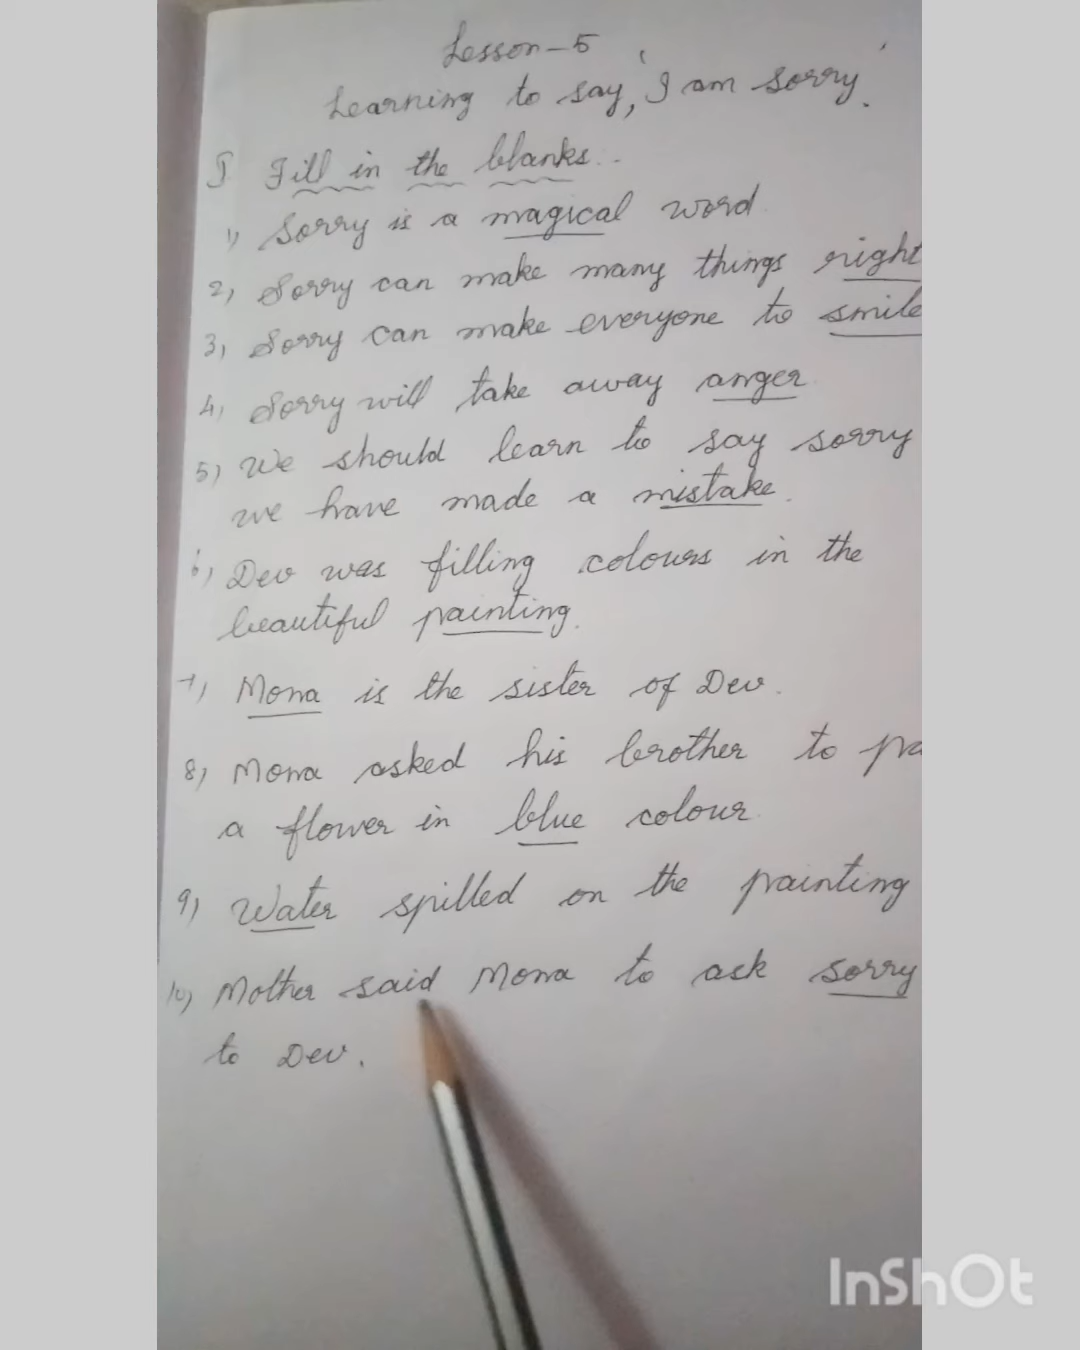 Lesson-5
Learning to say, 'I am sorry'.
I Fill in the blanks..
1) Sorry is a magical word.
2) Sorry can make many things right
3) Sorry can make everyone to smile
4) Sorry will take away anger
5) We should learn to say sorry
we have made a mistake.
6) Dev was filling colours in the
beautiful painting.
7) Mona is the sister of Dev.
8) Mona asked his brother to
a flower in blue colour.
9) Water spilled on the painting
10) Mother said Mona to ask sorry
to Dev.
InShOt